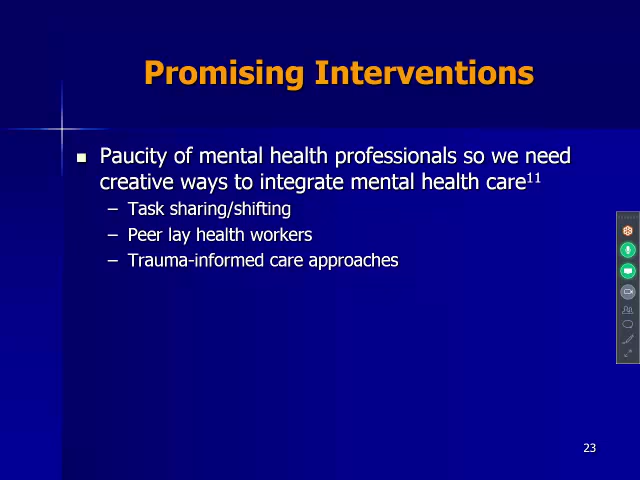 Promising Interventions
Paucity of mental health professionals so we need
creative ways to integrate mental health care11
– Task sharing/shifting
– Peer lay health workers
– Trauma-informed care approaches
23